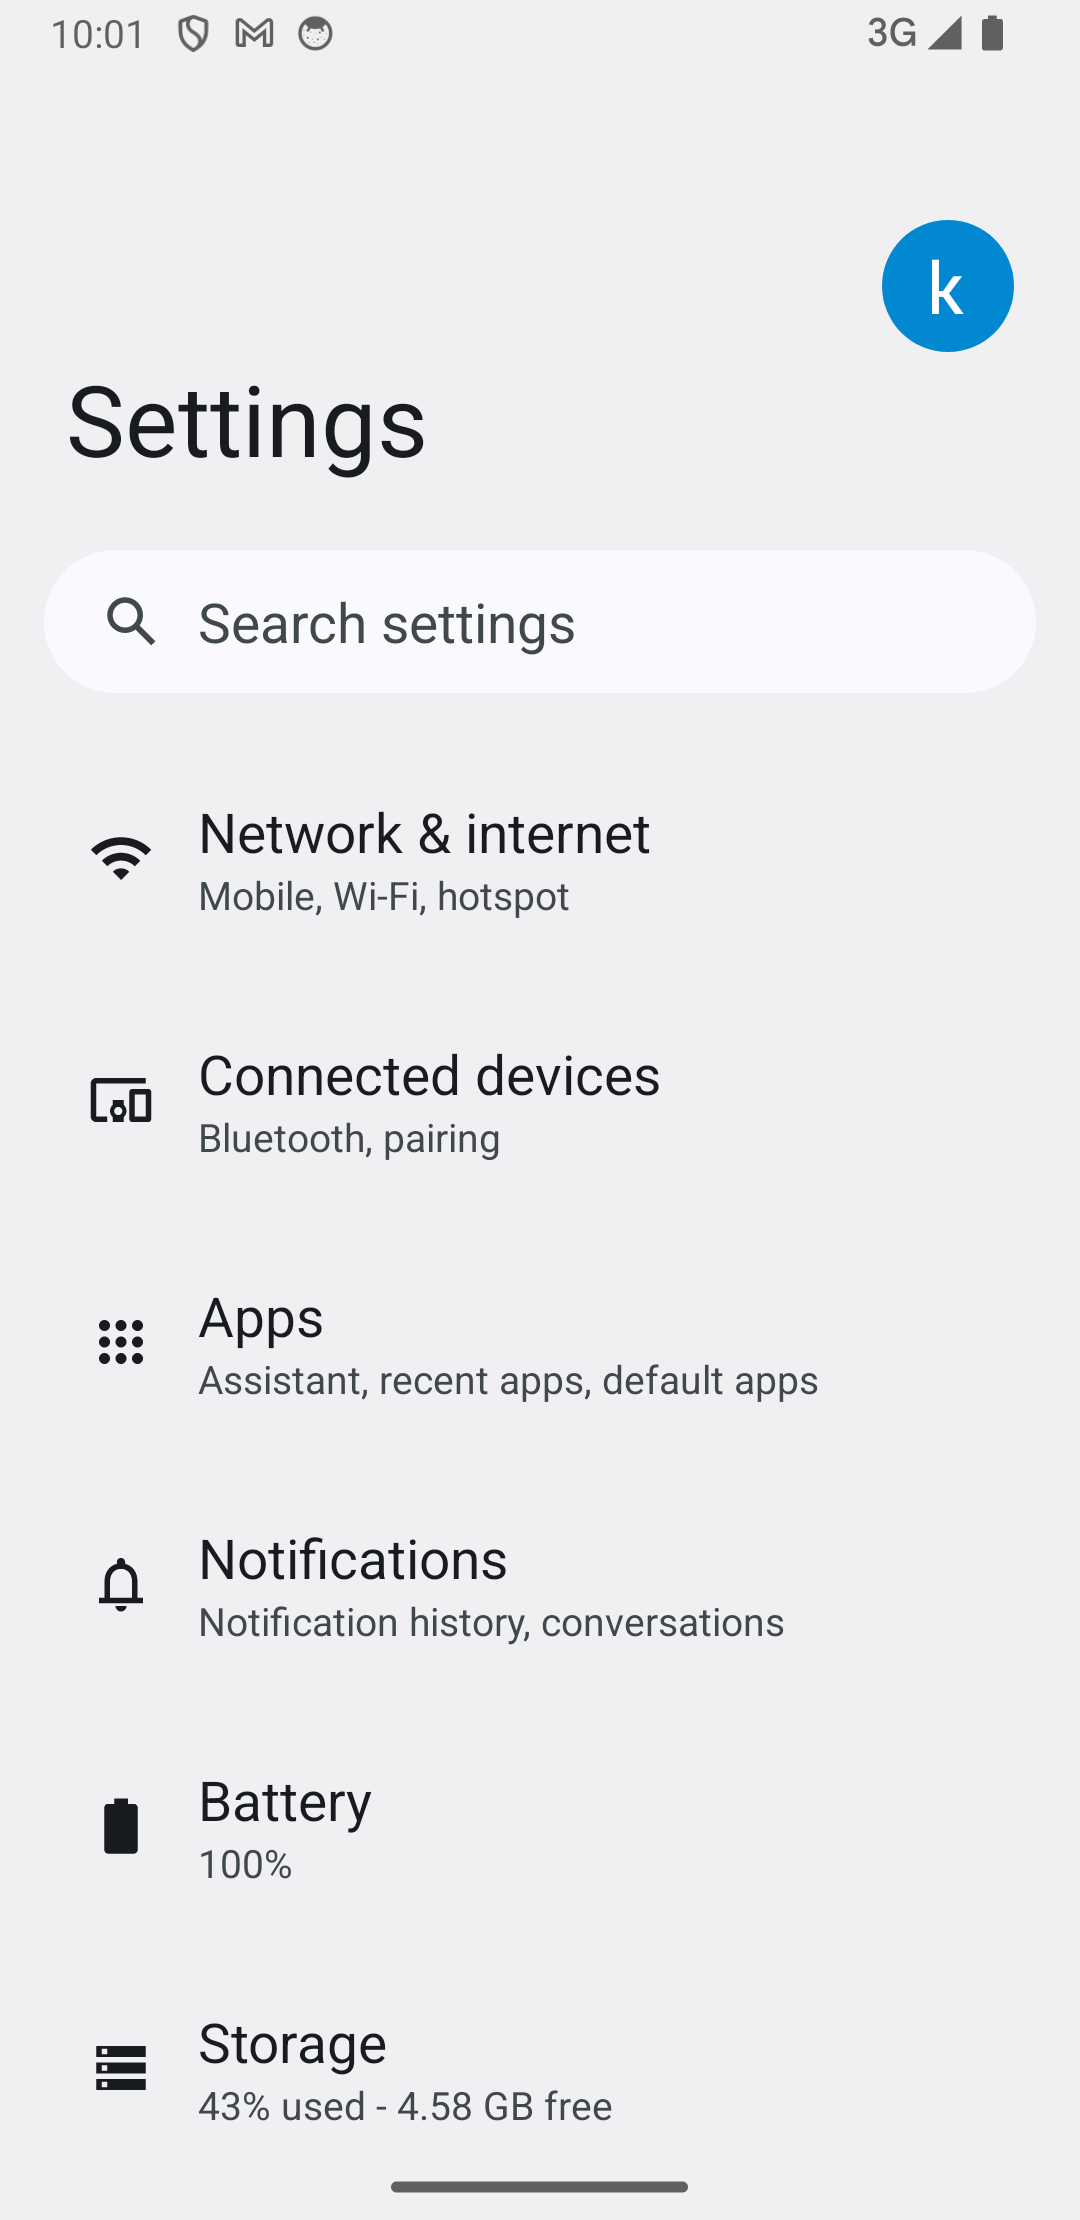 10:01
3G
k
Settings
Search settings
Network & internet
Mobile, Wi-Fi, hotspot
Connected devices
Bluetooth, pairing
Apps
Assistant, recent apps, default apps
Notifications
Notification history, conversations
Battery
100%
Storage
43% used - 4.58 GB free